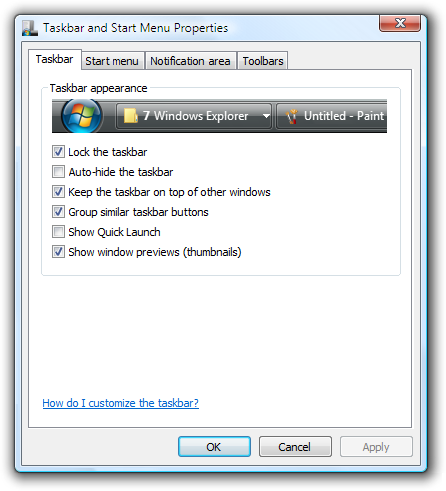 Taskbar and Start Menu Properties
Taskbar Start menu Notification area Toolbars
Taskbar appearance
7 Windows Explorer Untitled - Paint
Lock the taskbar
Auto-hide the taskbar
Keep the taskbar on top of other windows
Group similar taskbar buttons
Show Quick Launch
Show window previews (thumbnails)
How do I customize the taskbar?
OK Cancel Apply